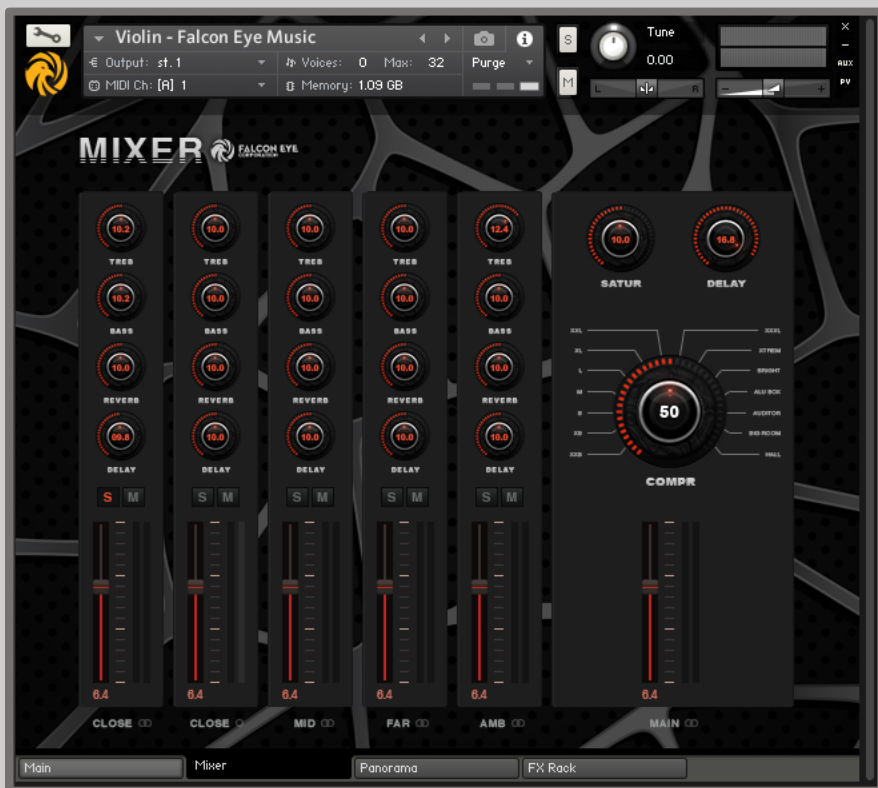 Violin - Falcon Eye Music
Output: st.1
Voices: 0 Max: 32
Purge
MIDI Ch: [A] 1
Memory: 1.09 GB
S
M
Tune
0.00
L R
- +
×
-
AUX
PV
MIXER FALCON EYE CORPORATION
10.2 10.0 10.0 10.0 12.4
TREB TREB TREB TREB TREB
10.2 10.0 10.0 10.0 10.0
BASS BASS BASS BASS BASS
10.0 10.0 10.0 10.0 10.0
REVERB REVERB REVERB REVERB REVERB
09.8 10.0 10.0 10.0 10.0
DELAY DELAY DELAY DELAY DELAY
S M S M S M S M S M
6.4 6.4 6.4 6.4 6.4
CLOSE CLOSE MID FAR AMB
10.0 16.8
SATUR DELAY
XXL XXXL
XL XTREM
L BRIGHT
M ALU BOX
S AUDITOR
XS BIG ROOM
XXS HALL
50
COMPR
6.4
MAIN
Main Mixer Panorama FX Rack